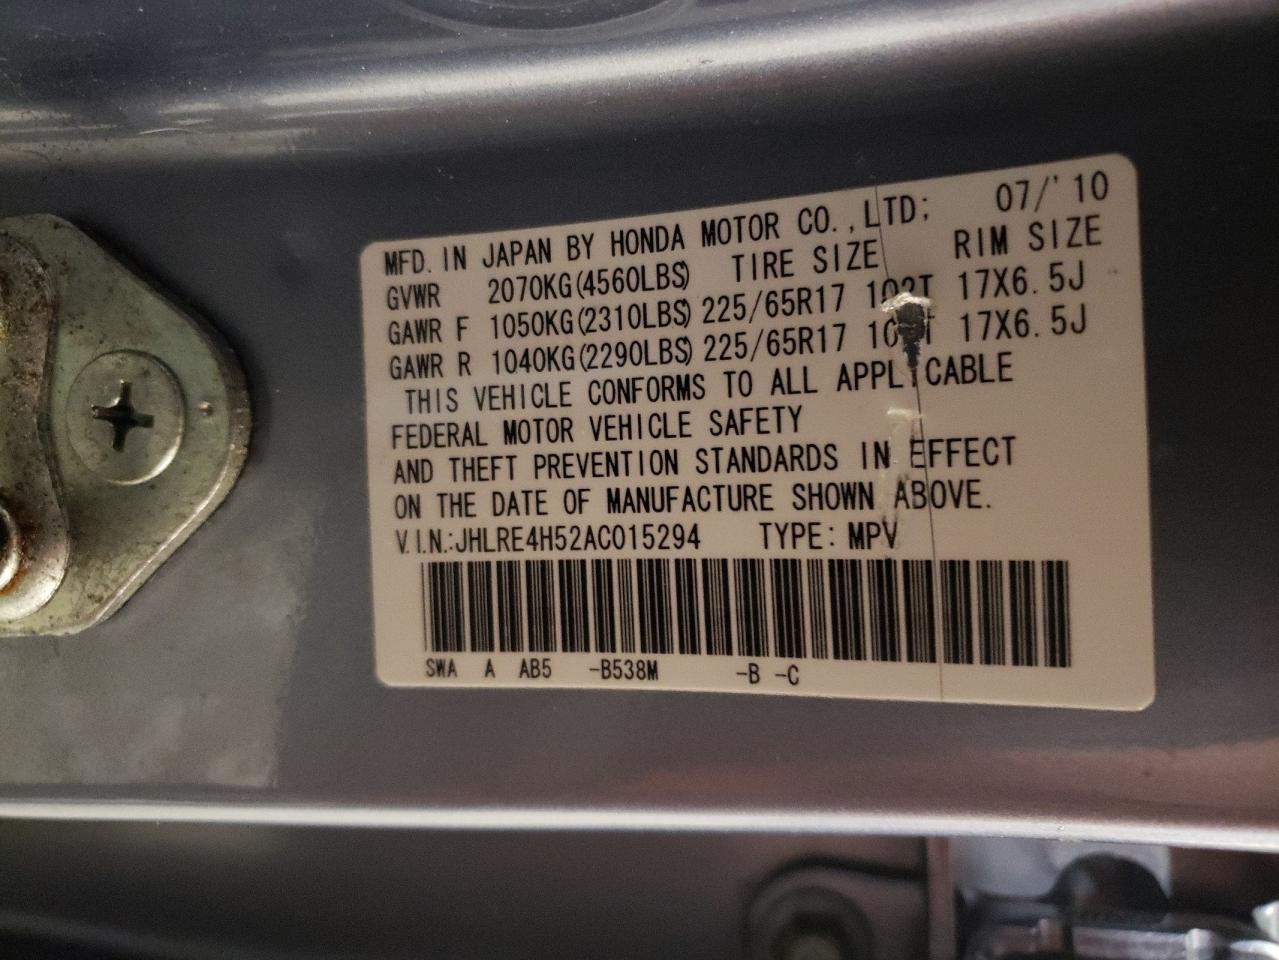 MFD. IN JAPAN BY HONDA MOTOR CO.,LTD; 07/'10
GVWR 2070KG(4560LBS) TIRE SIZE RIM SIZE
GAWR F 1050KG(2310LBS) 225/65R17 102T 17X6.5J
GAWR R 1040KG(2290LBS) 225/65R17 17X6.5J
THIS VEHICLE CONFORMS TO ALL APPLICABLE
FEDERAL MOTOR VEHICLE SAFETY
AND THEFT PREVENTION STANDARDS IN EFFECT
ON THE DATE OF MANUFACTURE SHOWN ABOVE.
V.I.N.:JHLRE4H52AC015294 TYPE: MPV
SWA A AB5 -B538M -B -C